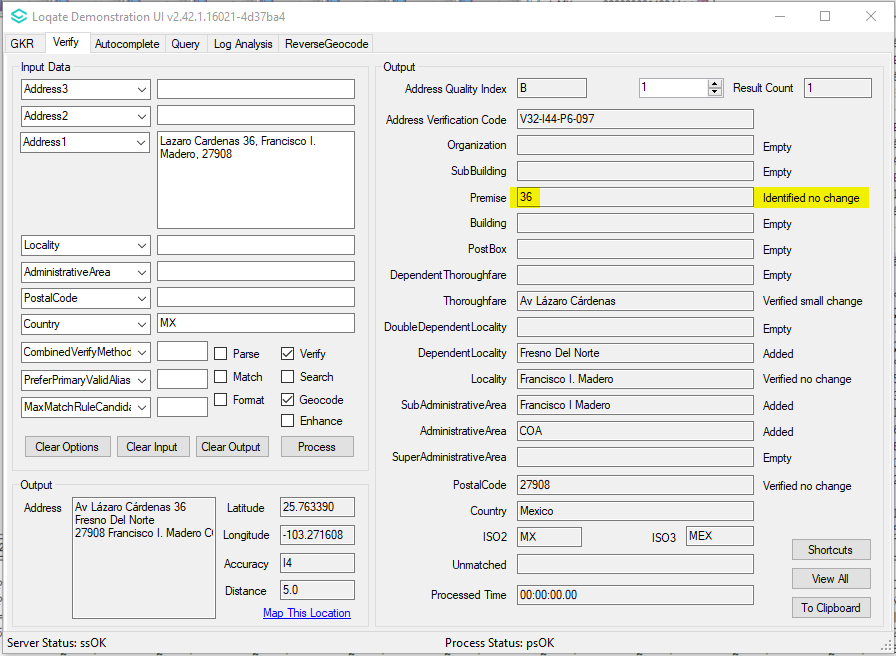 Loqate Demonstration UI v2.42.1.16021-4d37ba4
GKR Verify Autocomplete Query Log Analysis ReverseGeocode
Input Data
Address3
Address2
Address1
Lazaro Cardenas 36, Francisco I.
Madero, 27908
Locality
AdministrativeArea
PostalCode
Country MX
CombinedVerifyMethod Parse Verify
PreferPrimaryValidAlias Match Search
MaxMatchRuleCandida Format Geocode
Enhance
Clear Options Clear Input Clear Output Process
Output
Address
Av Lázaro Cárdenas 36
Fresno Del Norte
27908 Francisco I. Madero CO
Latitude 25.763390
Longitude -103.271608
Accuracy I4
Distance 5.0
Map This Location
Output
Address Quality Index B 1 Result Count 1
Address Verification Code V32-I44-P6-097
Organization Empty
SubBuilding Empty
Premise 36 Identified no change
Building Empty
PostBox Empty
DependentThoroughfare Empty
Thoroughfare Av Lázaro Cárdenas Verified small change
DoubleDependentLocality Empty
DependentLocality Fresno Del Norte Added
Locality Francisco I. Madero Verified no change
SubAdministrativeArea Francisco I Madero Added
AdministrativeArea COA Added
SuperAdministrativeArea Empty
PostalCode 27908 Verified no change
Country Mexico
ISO2 MX ISO3 MEX
Unmatched
Processed Time 00:00:00.00
Shortcuts
View All
To Clipboard
Server Status: ssOK Process Status: psOK